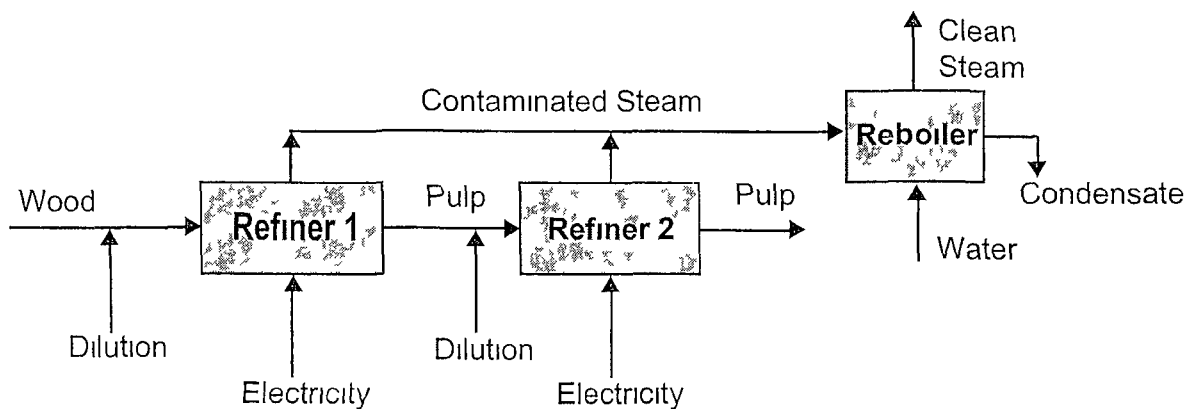 Clean
Steam
Contaminated Steam
Reboiler
Wood
Pulp
Pulp
Condensate
Refiner 1
Refiner 2
Water
Dilution
Dilution
Electricity
Electricity